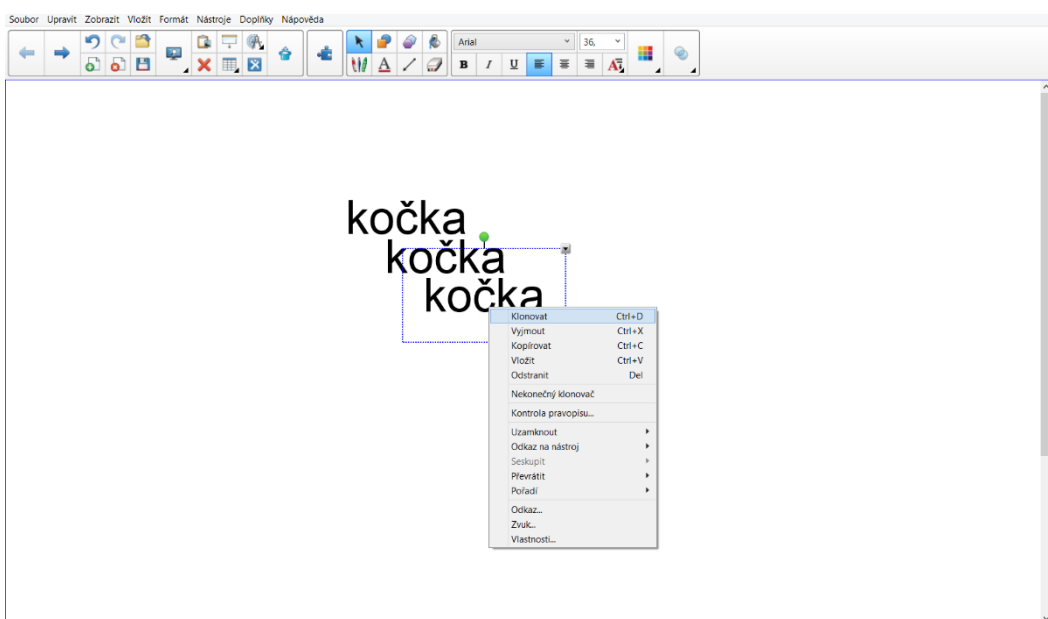 Soubor Upravit Zobrazit Vložit Formát Nástroje Doplňky Nápověda
Arial 36,
B I U
kočka
kočka
kočka
Klonovat Ctrl+D
Vyjmout Ctrl+X
Kopírovat Ctrl+C
Vložit Ctrl+V
Odstranit Del
Nekonečný klonovač
Kontrola pravopisu...
Uzamknout
Odkaz na nástroj
Seskupit
Převrátit
Pořadí
Odkaz...
Zvuk...
Vlastnosti...